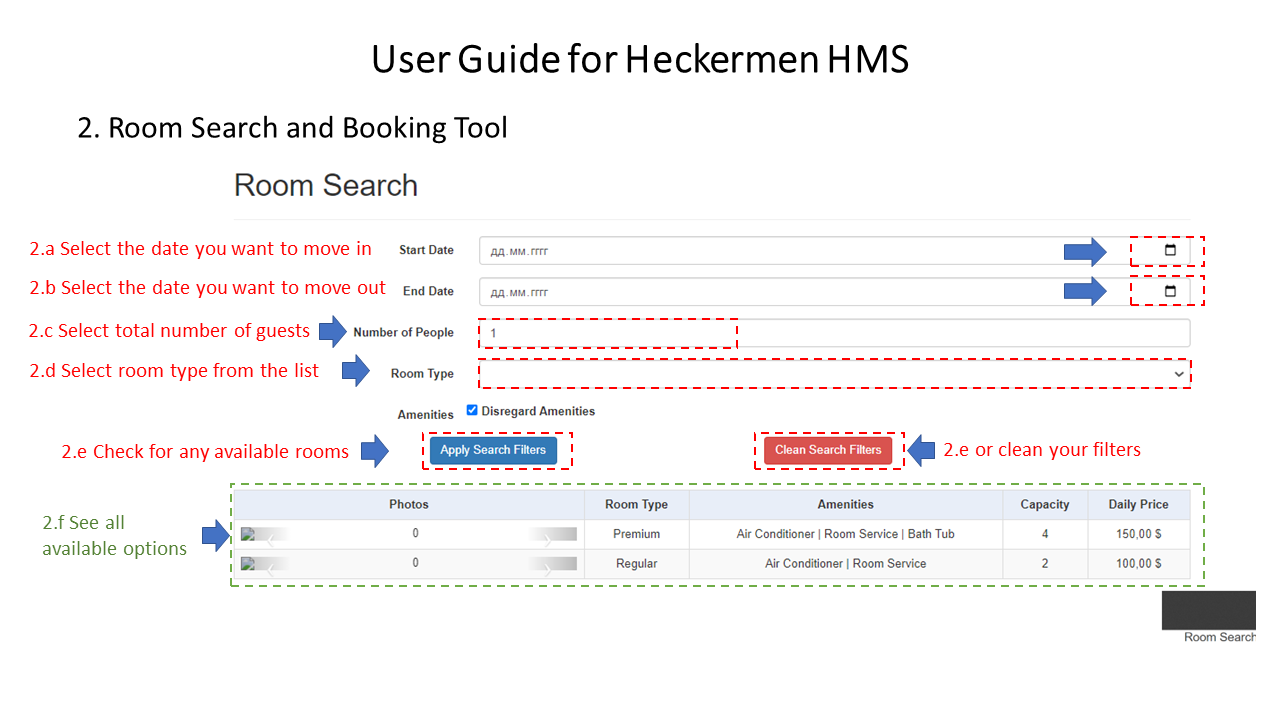 User Guide for Heckermen HMS
2. Room Search and Booking Tool
Room Search
2.a Select the date you want to move in
Start Date
дд.мм.гггг
2.b Select the date you want to move out
End Date
дд.мм.гггг
2.c Select total number of guests
Number of People
1
2.d Select room type from the list
Room Type
Amenities
Disregard Amenities
2.e Check for any available rooms
Apply Search Filters
Clean Search Filters
2.e or clean your filters
2.f See all
available options
Photos Room Type Amenities Capacity Daily Price
0 Premium Air Conditioner | Room Service | Bath Tub 4 150,00 $
0 Regular Air Conditioner | Room Service 2 100,00 $
Room Search